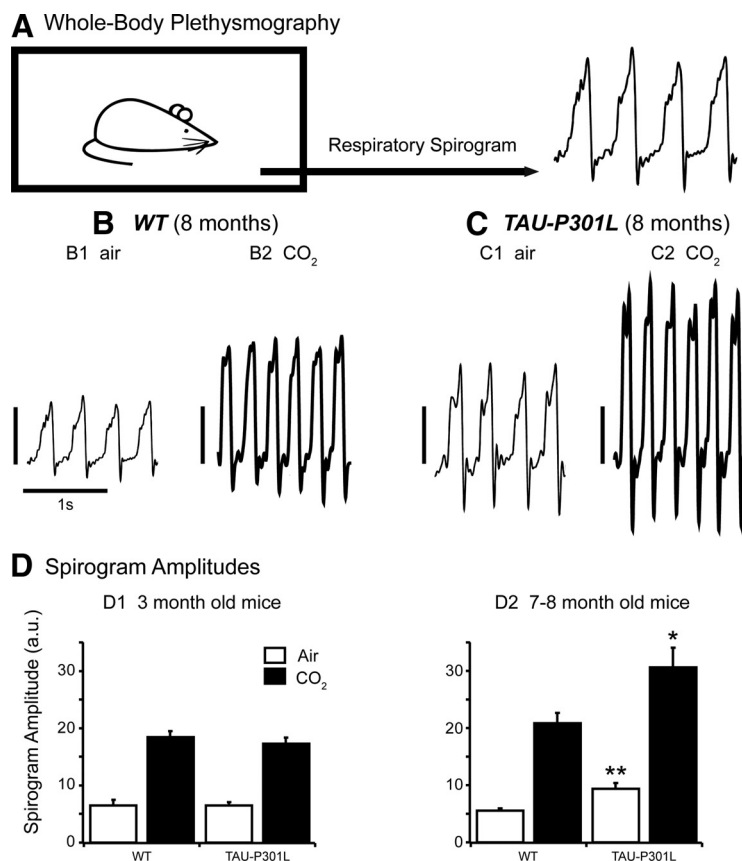 A Whole-Body Plethysmography
Respiratory Spirogram
B WT (8 months)
B1 air
B2 CO2
1s
C TAU-P301L (8 months)
C1 air
C2 CO2
D Spirogram Amplitudes
D1 3 month old mice
Spirogram Amplitude (a.u.)
30
20
10
0
Air
CO2
WT
TAU-P301L
D2 7-8 month old mice
30
20
10
0
**
*
WT
TAU-P301L